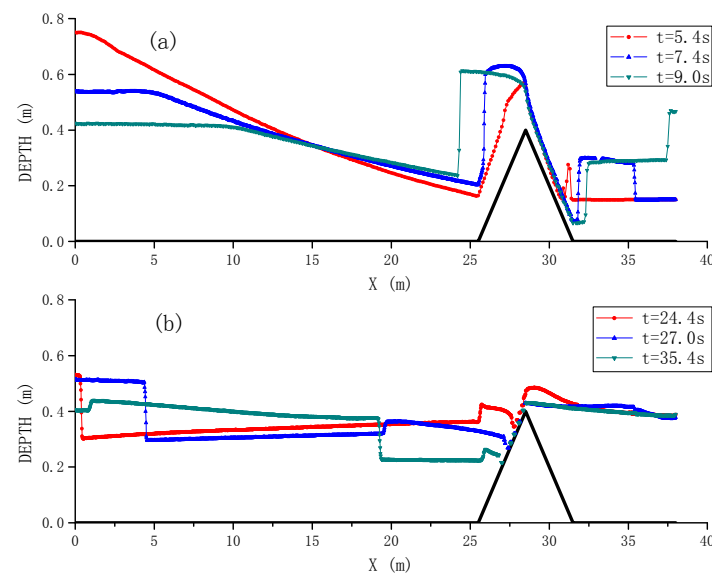 (a)
t=5.4s
t=7.4s
t=9.0s
DEPTH (m)
0.8
0.6
0.4
0.2
0.0
0 5 10 15 20 25 30 35 40
X (m)
(b)
t=24.4s
t=27.0s
t=35.4s
DEPTH (m)
0.8
0.6
0.4
0.2
0.0
0 5 10 15 20 25 30 35 40
X (m)